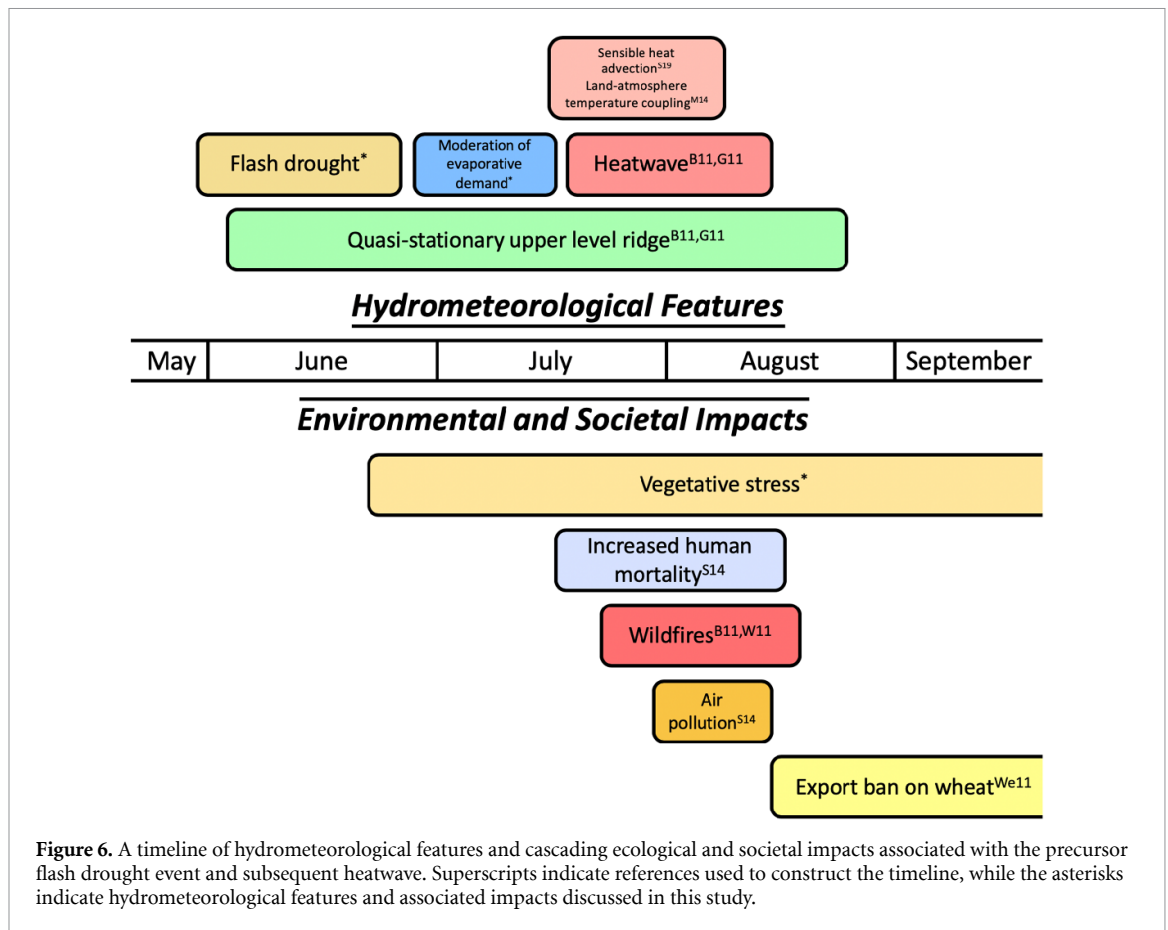 Sensible heat
advection^S19
Land-atmosphere
temperature coupling^M14
Flash drought*
Moderation of
evaporative
demand*
Heatwave^B11,G11
Quasi-stationary upper level ridge^B11,G11
Hydrometeorological Features
May June July August September
Environmental and Societal Impacts
Vegetative stress*
Increased human
mortality^S14
Wildfires^B11,W11
Air
pollution^S14
Export ban on wheat^We11
Figure 6. A timeline of hydrometeorological features and cascading ecological and societal impacts associated with the precursor
flash drought event and subsequent heatwave. Superscripts indicate references used to construct the timeline, while the asterisks
indicate hydrometeorological features and associated impacts discussed in this study.